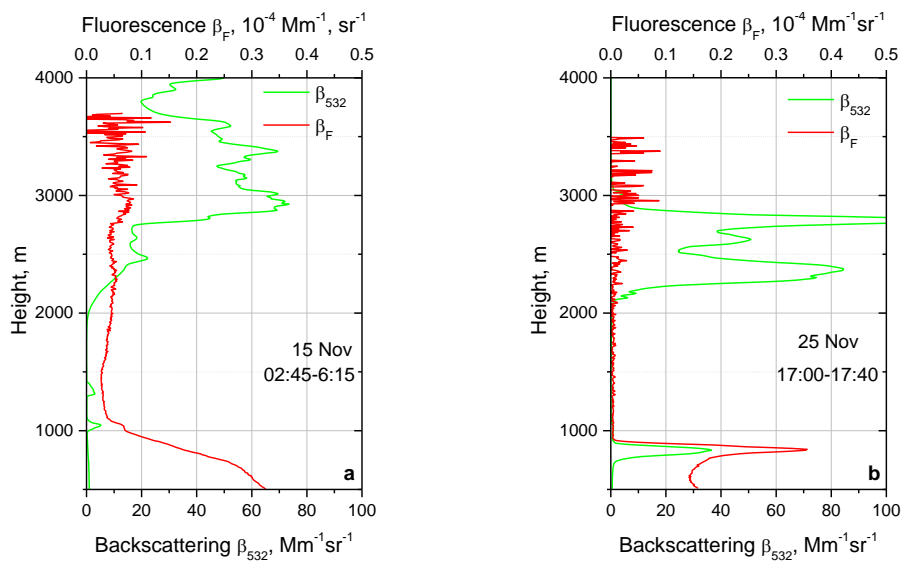 Fluorescence β_F, 10⁻⁴ Mm⁻¹, sr⁻¹
0.0 0.1 0.2 0.3 0.4 0.5
4000
3000
2000
1000
Height, m
β₅₃₂
β_F
15 Nov
02:45-6:15
a
0 20 40 60 80 100
Backscattering β₅₃₂, Mm⁻¹sr⁻¹
Fluorescence β_F, 10⁻⁴ Mm⁻¹sr⁻¹
0.0 0.1 0.2 0.3 0.4 0.5
4000
3000
2000
1000
Height, m
β₅₃₂
β_F
25 Nov
17:00-17:40
b
0 20 40 60 80 100
Backscattering β₅₃₂, Mm⁻¹sr⁻¹